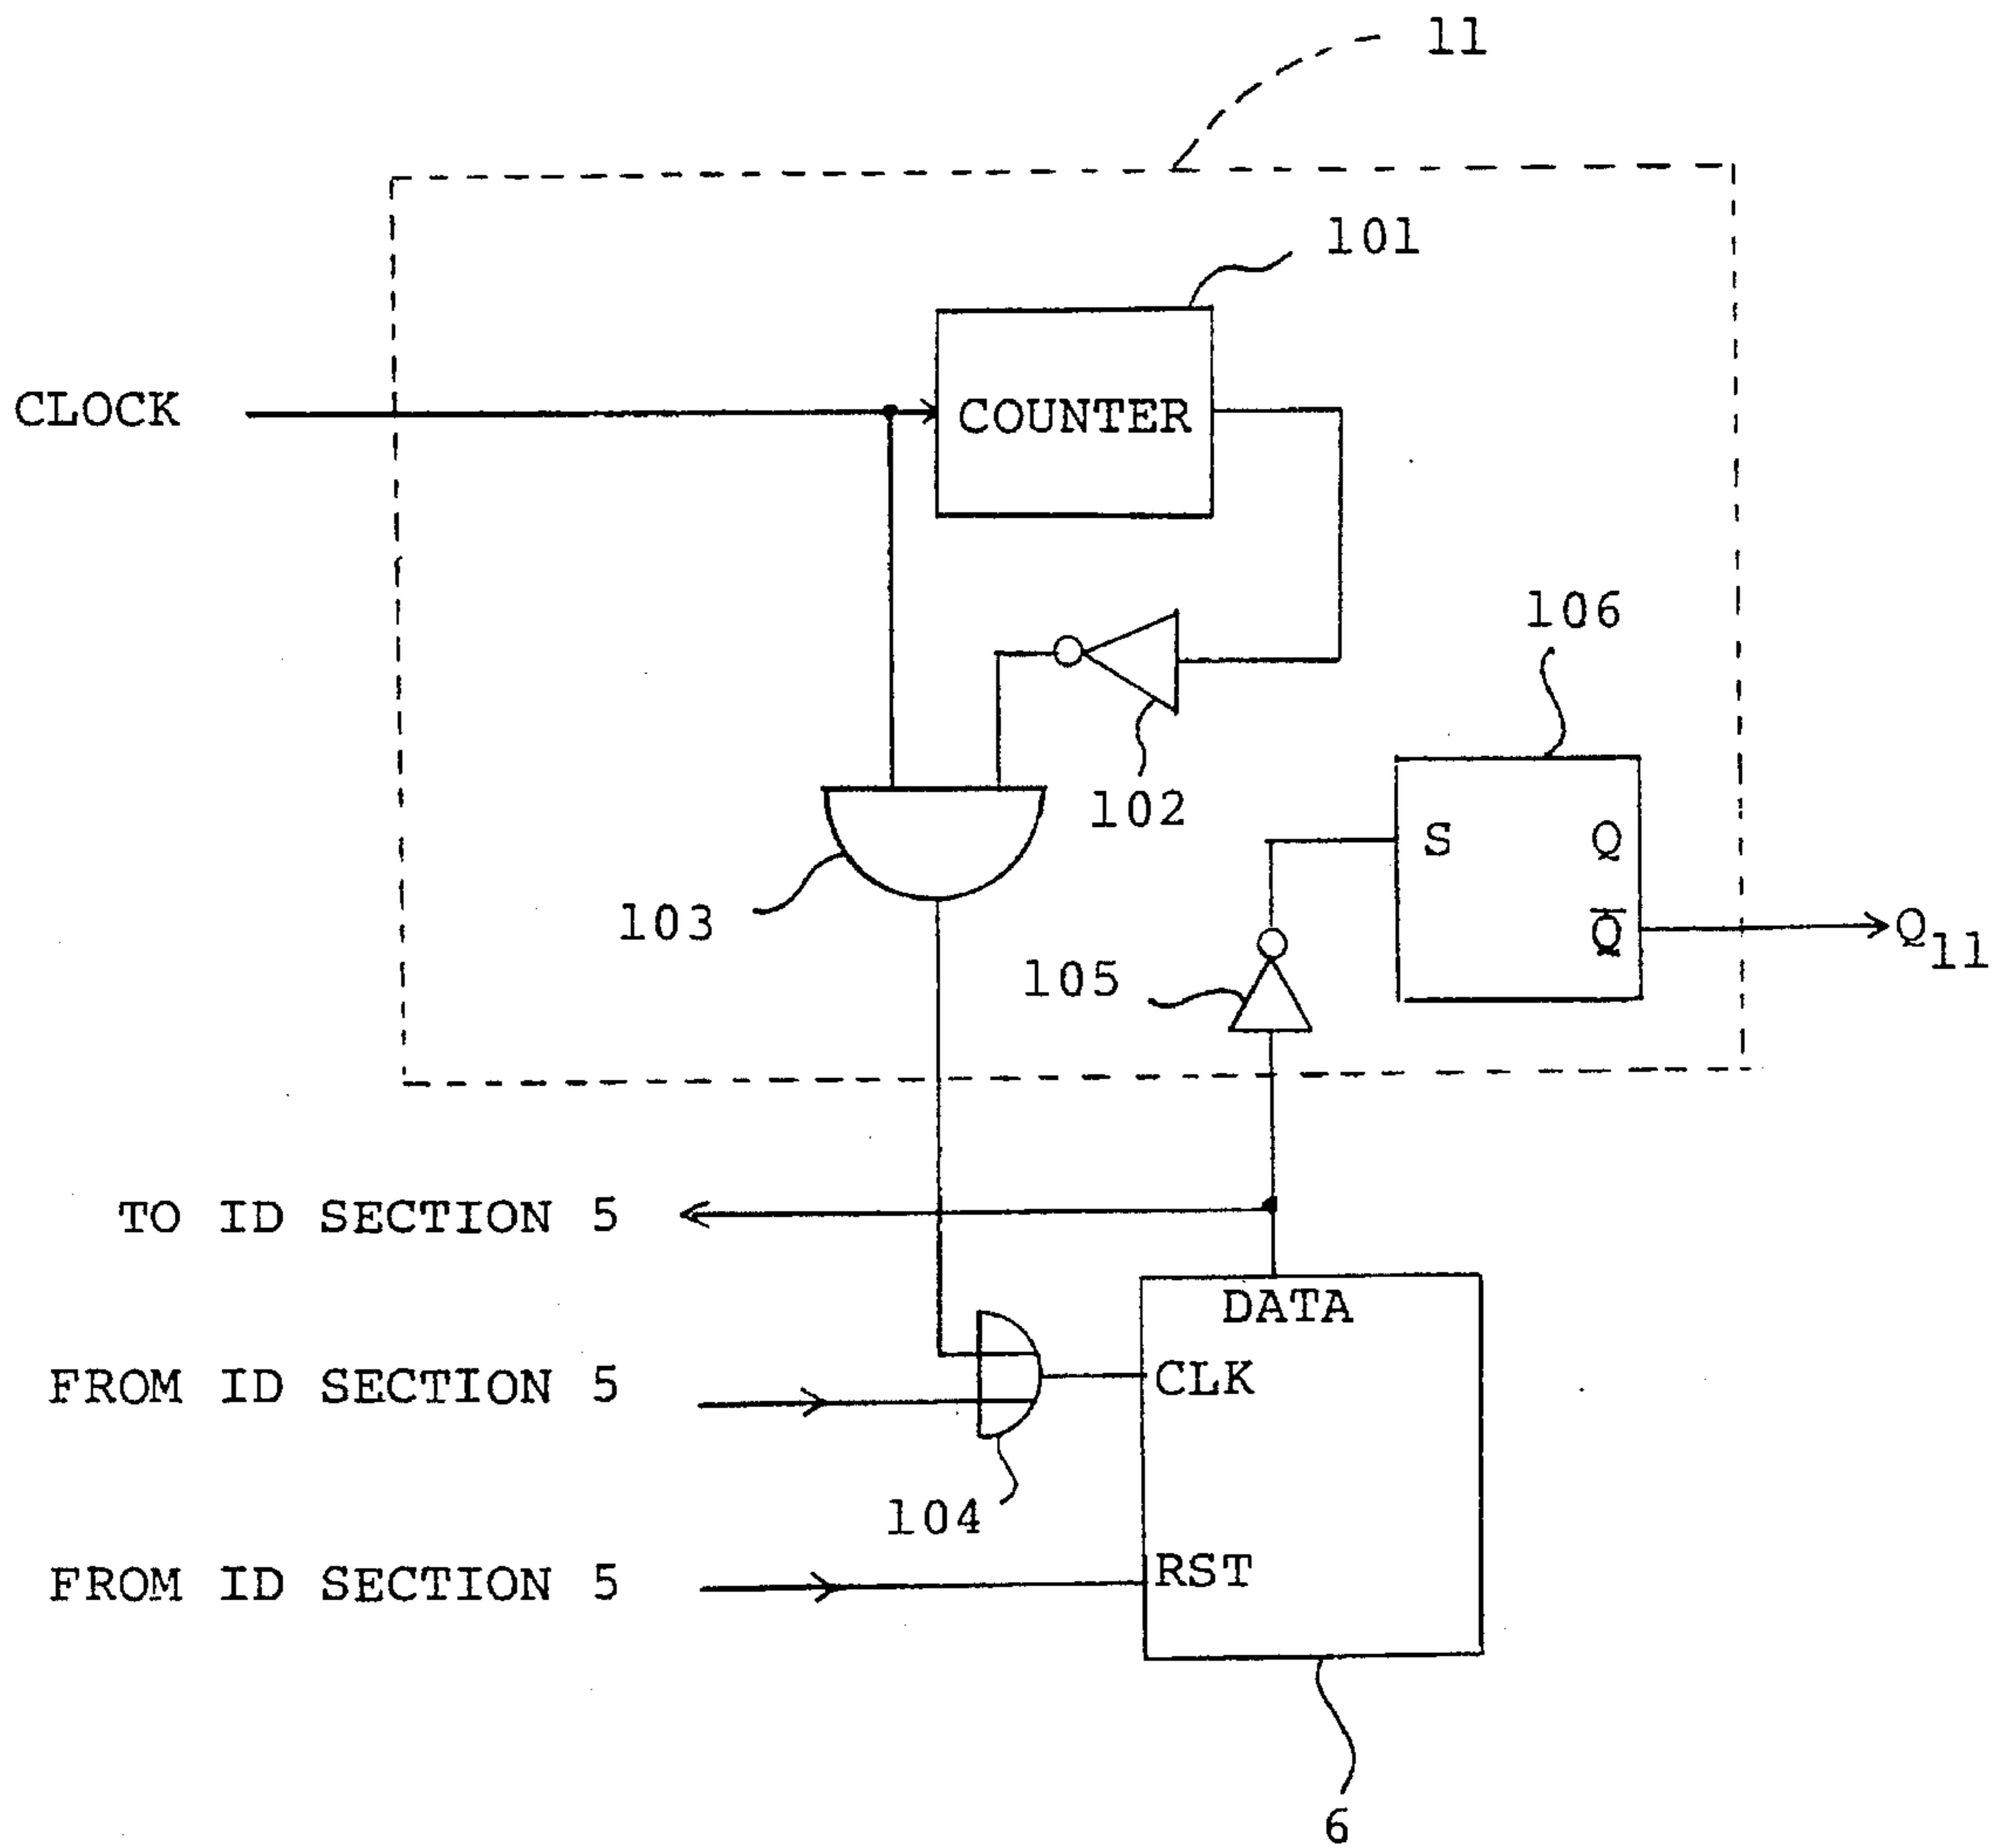 11
101
CLOCK
COUNTER
106
102
S
Q
103
Q̅
Q11
105
TO ID SECTION 5
DATA
FROM ID SECTION 5
CLK
104
FROM ID SECTION 5
RST
6